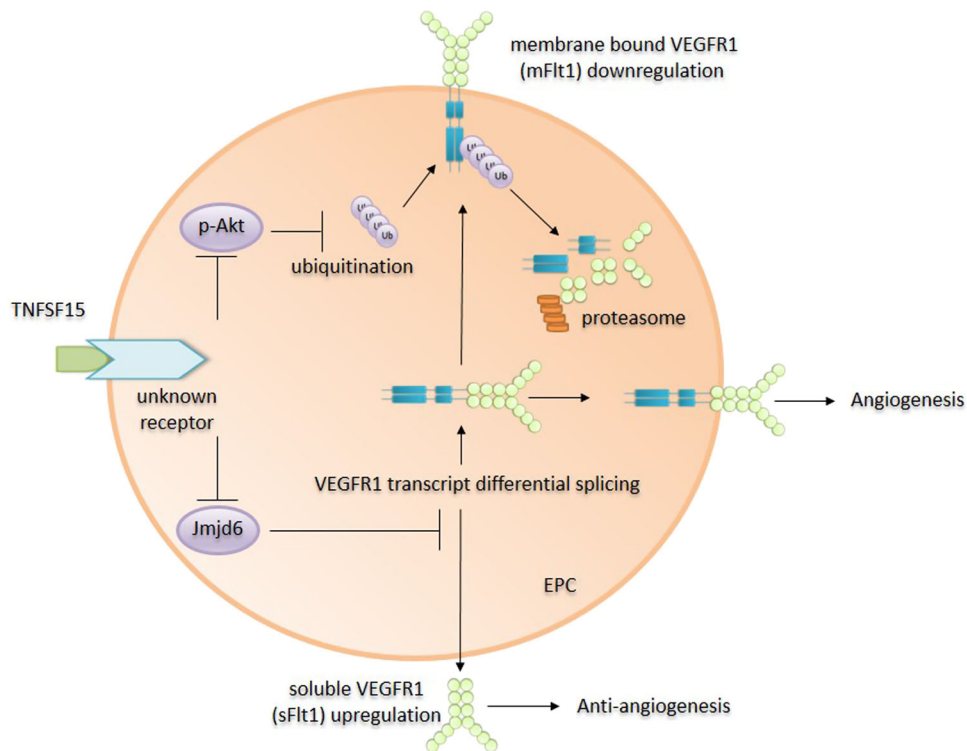 membrane bound VEGFR1
(mFlt1) downregulation
Ub
p-Akt
Ub
ubiquitination
TNFSF15
proteasome
unknown
receptor
Angiogenesis
VEGFR1 transcript differential splicing
Jmjd6
EPC
soluble VEGFR1
(sFlt1) upregulation
Anti-angiogenesis